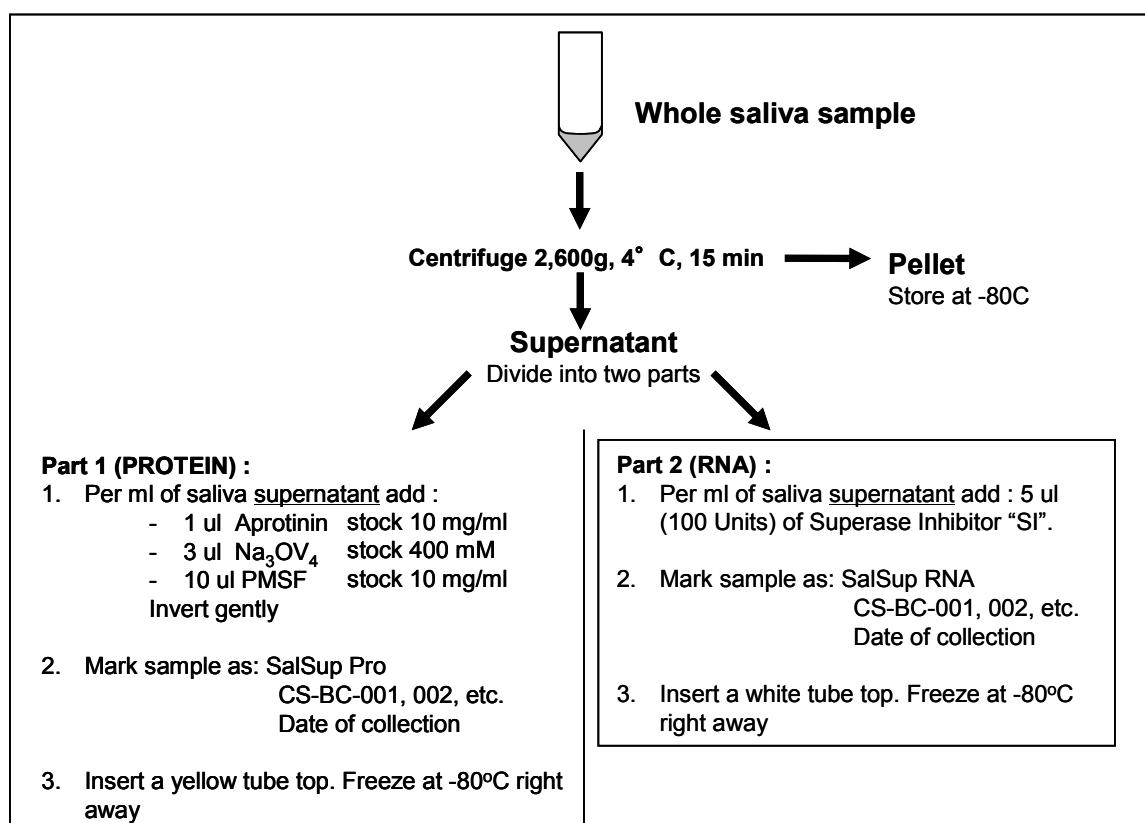 Whole saliva sample
Centrifuge 2,600g, 4° C, 15 min
Pellet
Store at -80C
Supernatant
Divide into two parts
Part 1 (PROTEIN) :
1. Per ml of saliva supernatant add :
- 1 ul Aprotinin stock 10 mg/ml
- 3 ul Na3OV4 stock 400 mM
- 10 ul PMSF stock 10 mg/ml
Invert gently
2. Mark sample as: SalSup Pro
CS-BC-001, 002, etc.
Date of collection
3. Insert a yellow tube top. Freeze at -80ºC right
away
Part 2 (RNA) :
1. Per ml of saliva supernatant add : 5 ul
(100 Units) of Superase Inhibitor “SI”.
2. Mark sample as: SalSup RNA
CS-BC-001, 002, etc.
Date of collection
3. Insert a white tube top. Freeze at -80ºC
right away